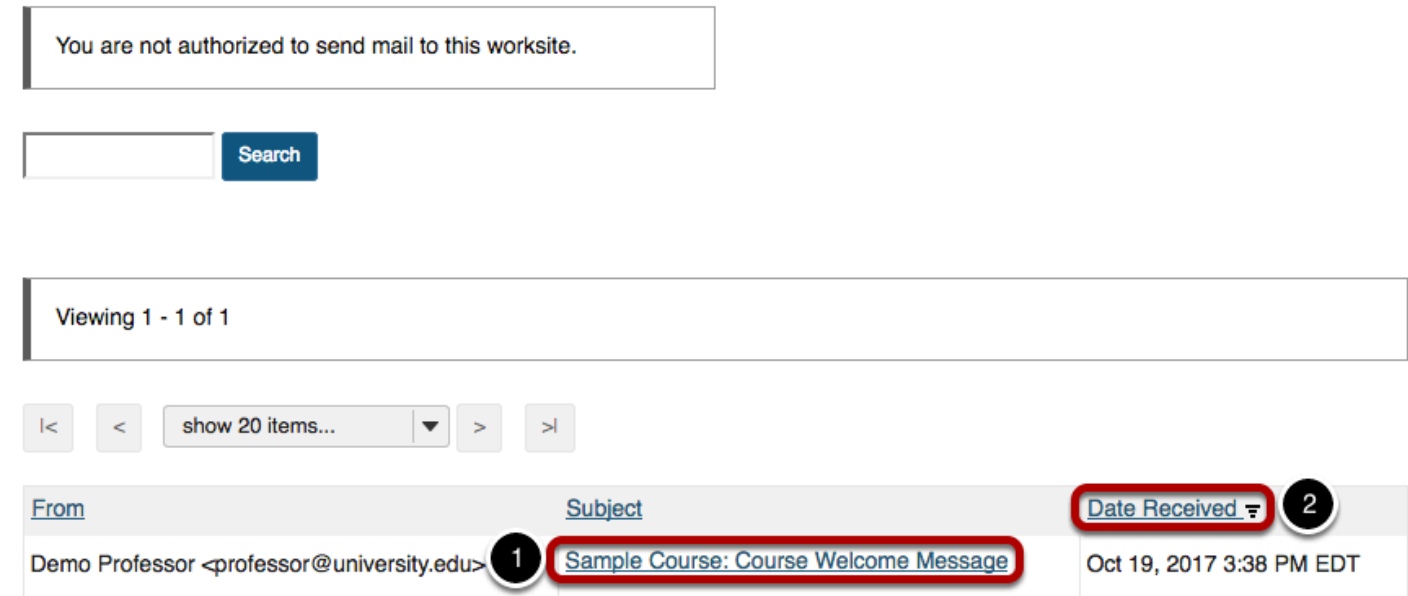 You are not authorized to send mail to this worksite.
Search
Viewing 1 - 1 of 1
|< < show 20 items... > >|
From Subject Date Received 2
Demo Professor <professor@university.edu> 1 Sample Course: Course Welcome Message Oct 19, 2017 3:38 PM EDT